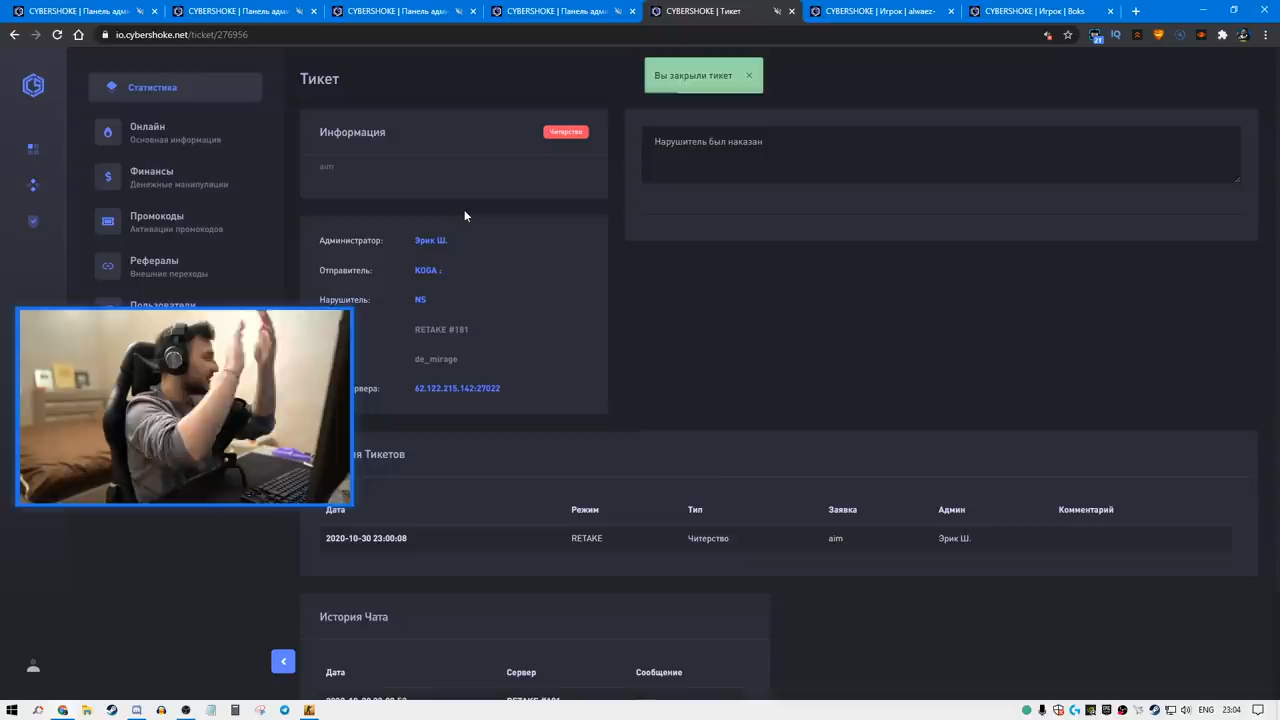 CYBERSHOKE | Панель адм
CYBERSHOKE | Панель адм
CYBERSHOKE | Панель адм
CYBERSHOKE | Панель адм
CYBERSHOKE | Тикет
CYBERSHOKE | Игрок | alwaez-
CYBERSHOKE | Игрок | Boks
io.cybershoke.net/ticket/276956
Статистика
Онлайн
Основная информация
Финансы
Денежные манипуляции
Промокоды
Активации промокодов
Рефералы
Внешние переходы
Тикет
Вы закрыли тикет
Информация
Читерство
aim
Нарушитель был наказан
Администратор: Эрик Ш.
Отправитель: KOGA :
Нарушитель: NS
RETAKE #181
de_mirage
62.122.215.142:27022
Тикетов
Дата Режим Тип Заявка Админ Комментарий
2020-10-30 23:00:08 RETAKE Читерство aim Эрик Ш.
История Чата
Дата Сервер Сообщение
ENG 23:04